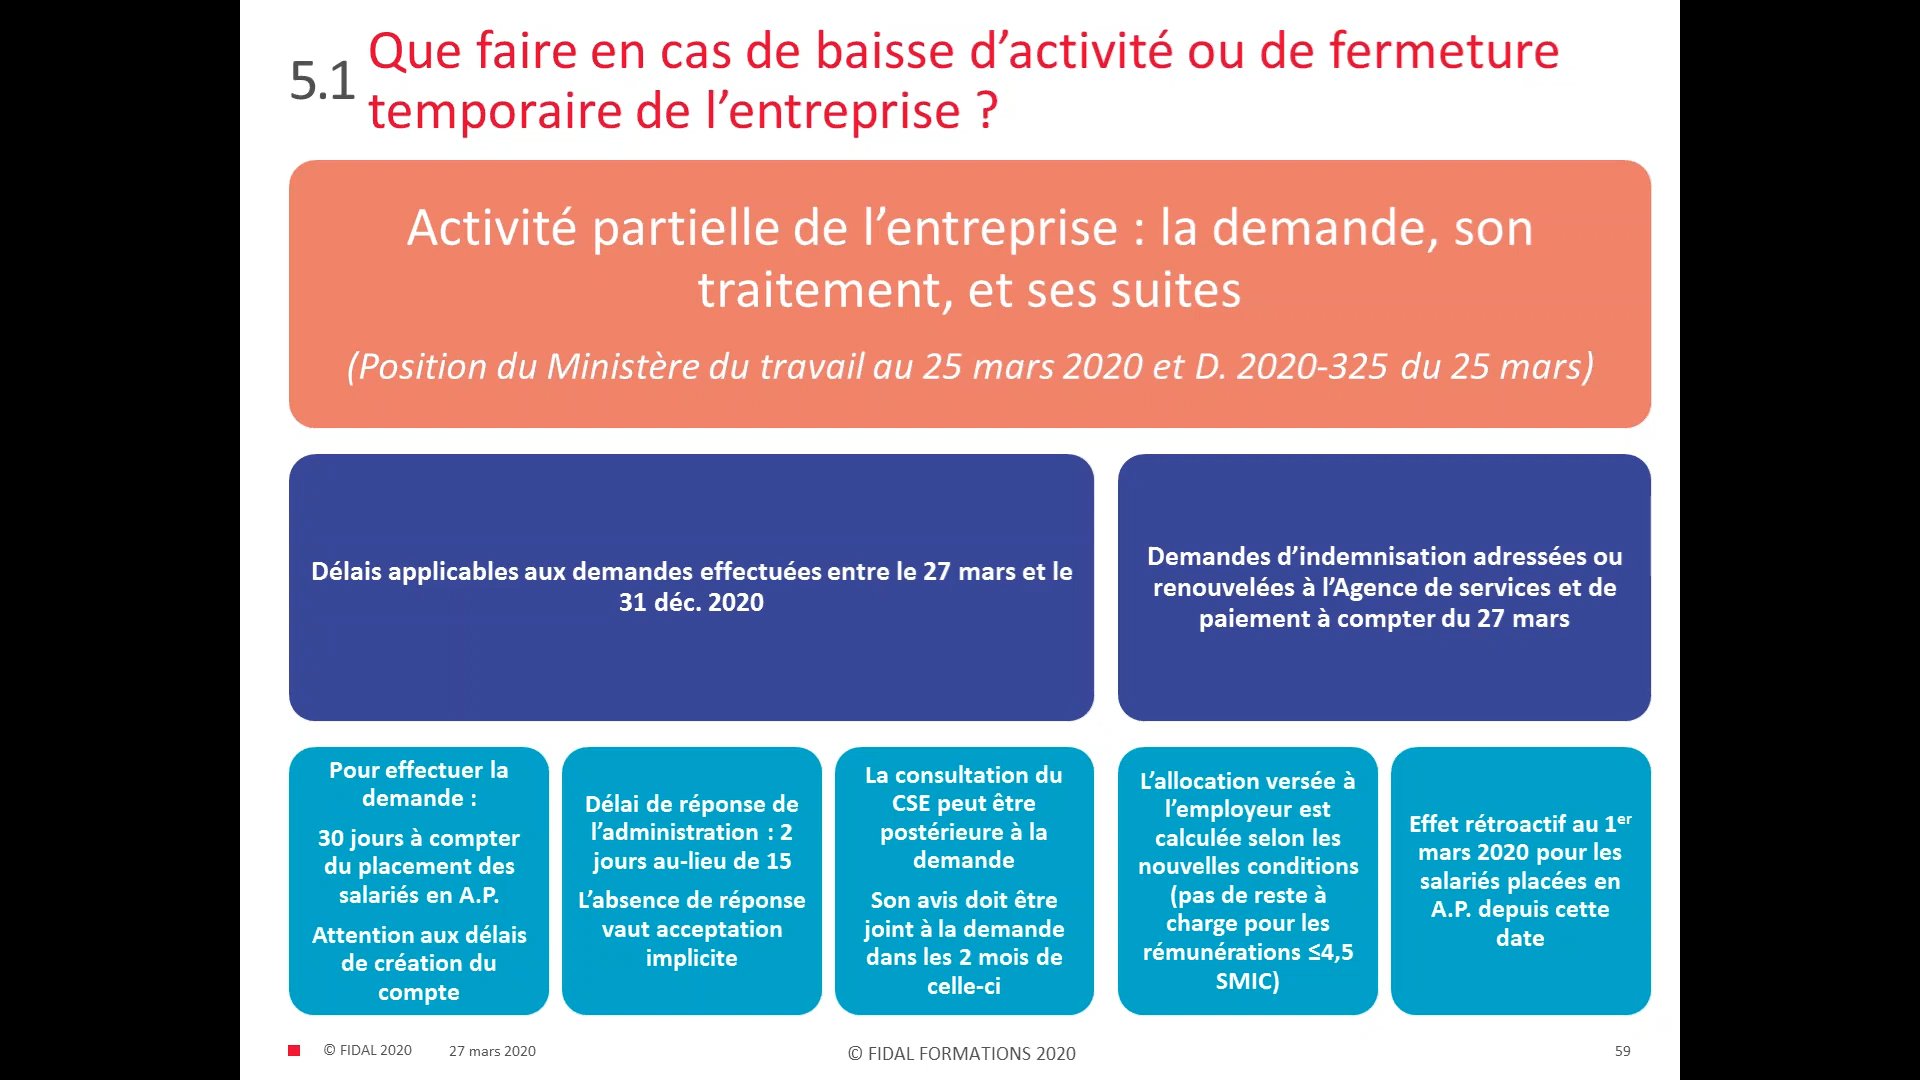 5.1
Que faire en cas de baisse d’activité ou de fermeture
temporaire de l’entreprise ?
Activité partielle de l’entreprise : la demande, son
traitement, et ses suites
(Position du Ministère du travail au 25 mars 2020 et D. 2020-325 du 25 mars)
Délais applicables aux demandes effectuées entre le 27 mars et le
31 déc. 2020
Demandes d’indemnisation adressées ou
renouvelées à l’Agence de services et de
paiement à compter du 27 mars
Pour effectuer la
demande :
30 jours à compter
du placement des
salariés en A.P.
Attention aux délais
de création du
compte
Délai de réponse de
l’administration : 2
jours au-lieu de 15
L’absence de réponse
vaut acceptation
implicite
La consultation du
CSE peut être
postérieure à la
demande
Son avis doit être
joint à la demande
dans les 2 mois de
celle-ci
L’allocation versée à
l’employeur est
calculée selon les
nouvelles conditions
(pas de reste à
charge pour les
rémunérations ≤4,5
SMIC)
Effet rétroactif au 1er
mars 2020 pour les
salariés placées en
A.P. depuis cette
date
© FIDAL 2020
27 mars 2020
© FIDAL FORMATIONS 2020
59